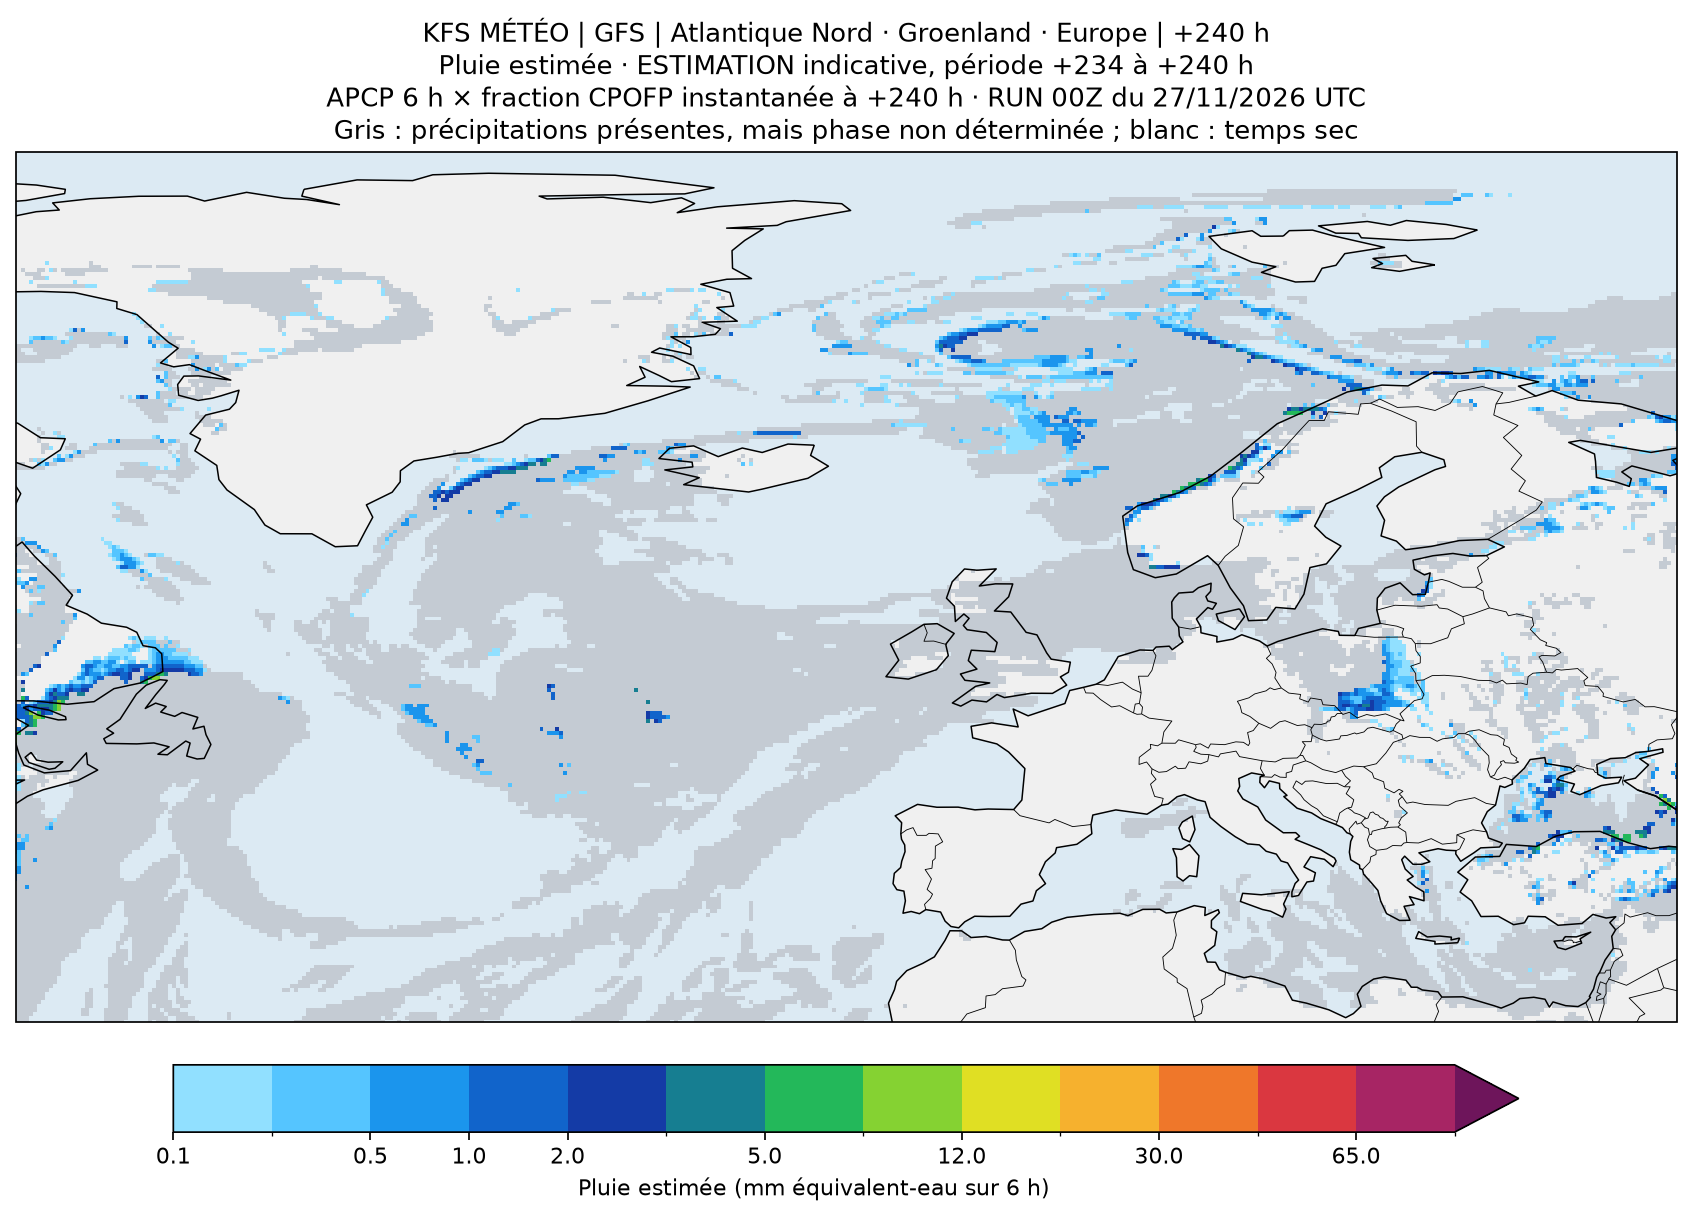 KFS MÉTÉO | GFS | Atlantique Nord · Groenland · Europe | +240 h
Pluie estimée · ESTIMATION indicative, période +234 à +240 h
APCP 6 h × fraction CPOFP instantanée à +240 h · RUN 00Z du 27/11/2026 UTC
Gris : précipitations présentes, mais phase non déterminée ; blanc : temps sec
0.1 0.5 1.0 2.0 5.0 12.0 30.0 65.0
Pluie estimée (mm équivalent-eau sur 6 h)